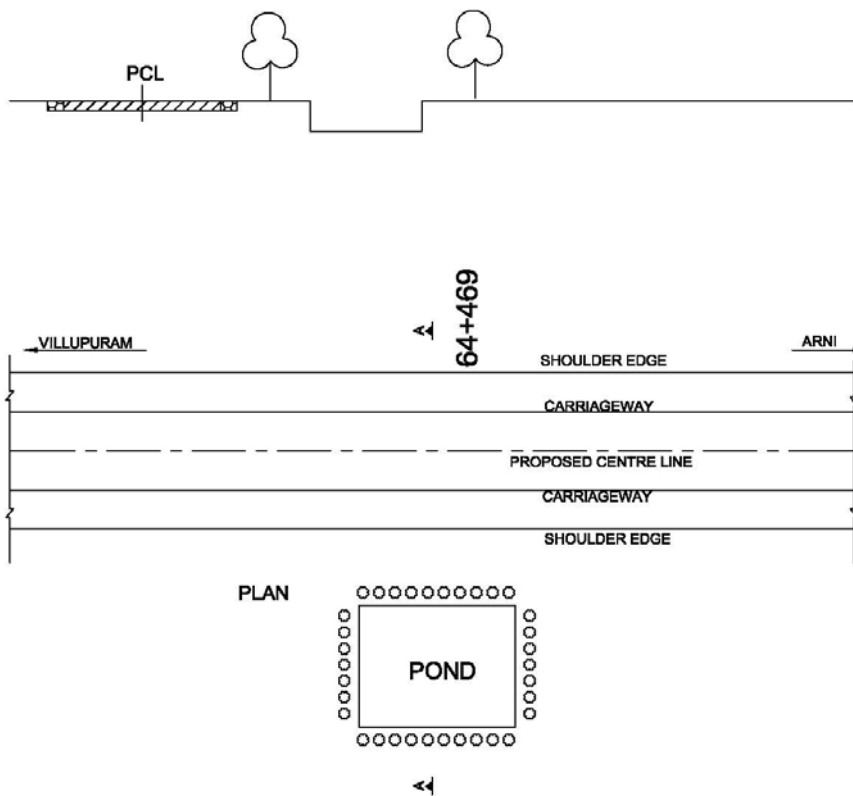 PCL
A
64+469
VILLUPURAM
ARNI
SHOULDER EDGE
CARRIAGEWAY
PROPOSED CENTRE LINE
CARRIAGEWAY
SHOULDER EDGE
PLAN
POND
A